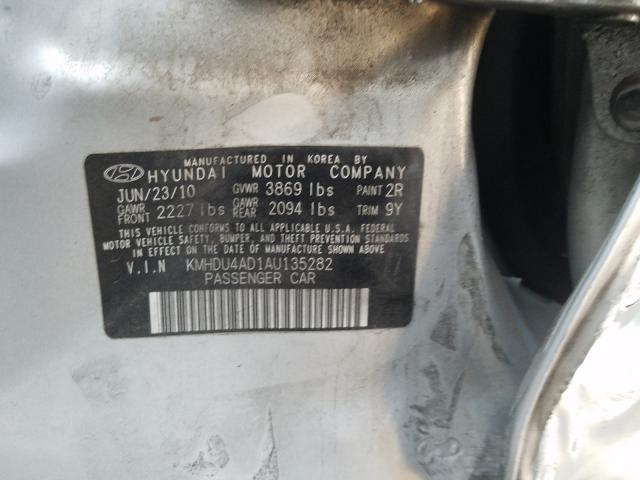 MANUFACTURED IN KOREA BY
HYUNDAI MOTOR COMPANY
JUN/23/10 GVWR 3869 lbs PAINT 2R
GAWR FRONT 2227 lbs GAWR REAR 2094 lbs TRIM 9Y
THIS VEHICLE CONFORMS TO ALL APPLICABLE U.S.A. FEDERAL
MOTOR VEHICLE SAFETY, BUMPER, AND THEFT PREVENTION STANDARDS
IN EFFECT ON THE DATE OF MANUFACTURE SHOWN ABOVE.
V.I.N KMHDU4AD1AU135282
PASSENGER CAR